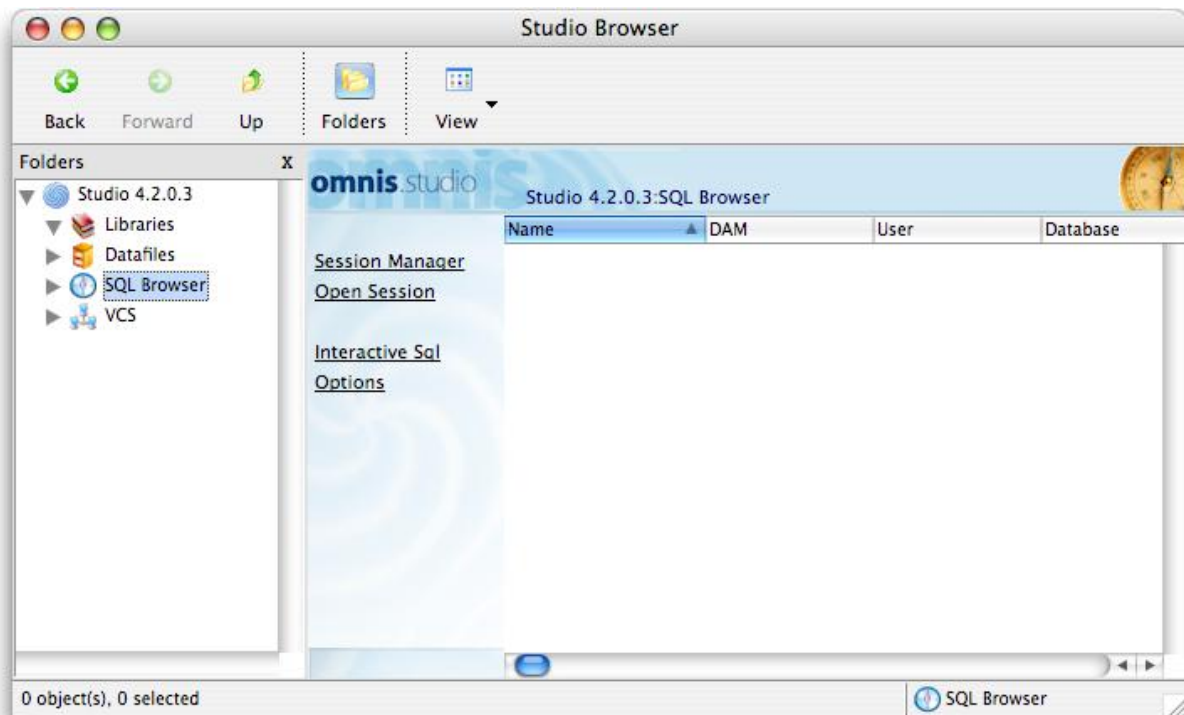 Studio Browser
Back Forward Up Folders View
Folders X
Studio 4.2.0.3
Libraries
Datafiles
SQL Browser
VCS
omnis.studio
Studio 4.2.0.3:SQL Browser
Name DAM User Database
Session Manager
Open Session
Interactive Sql
Options
0 object(s), 0 selected
SQL Browser